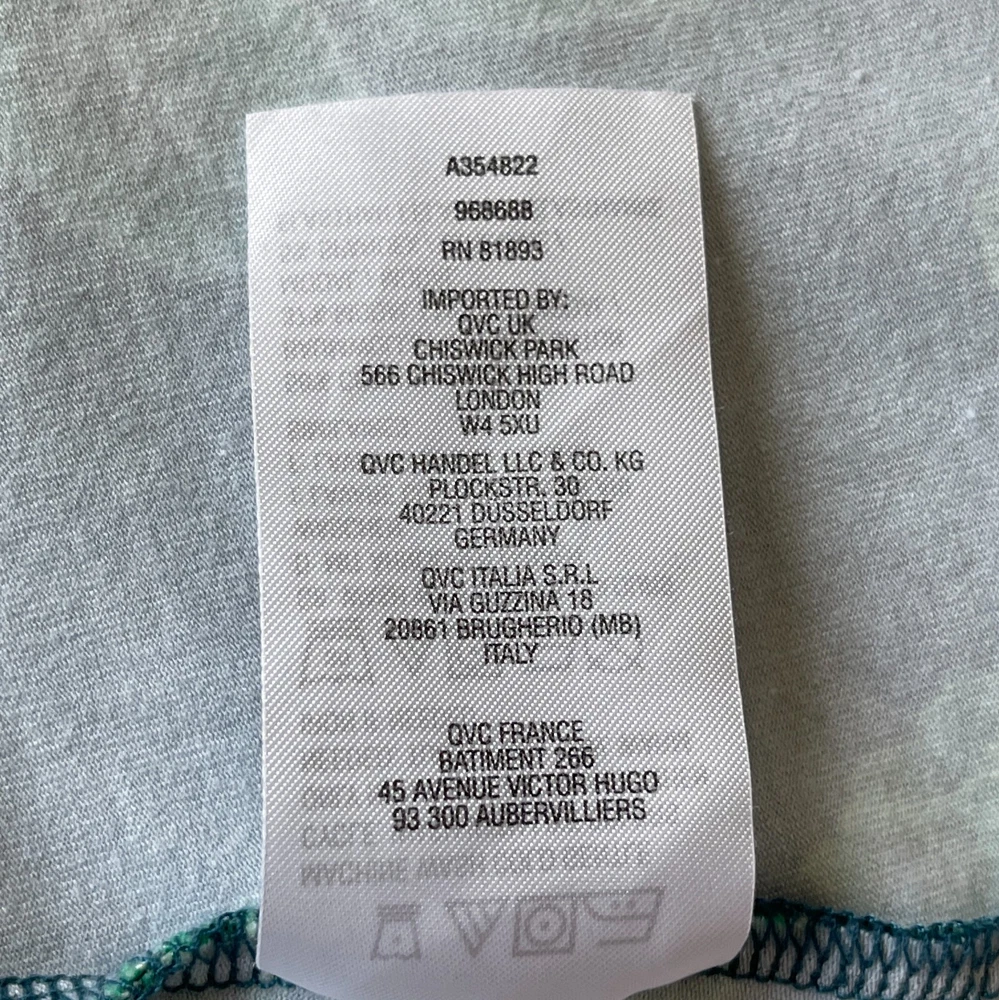 A354822
968688
RN 81893
IMPORTED BY:
QVC UK
CHISWICK PARK
566 CHISWICK HIGH ROAD
LONDON
W4 5XU
QVC HANDEL LLC & CO. KG
PLOCKSTR. 30
40221 DUSSELDORF
GERMANY
QVC ITALIA S.R.L
VIA GUZZINA 18
20861 BRUGHERIO (MB)
ITALY
QVC FRANCE
BATIMENT 266
45 AVENUE VICTOR HUGO
93 300 AUBERVILLIERS